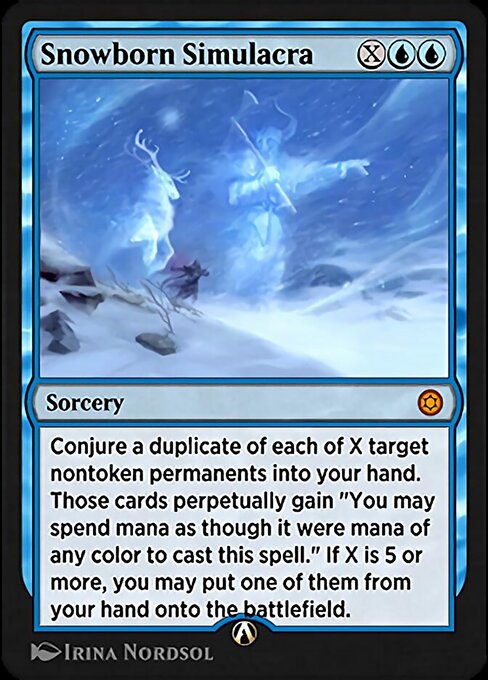 Snowborn Simulacra X
Sorcery
Conjure a duplicate of each of X target
nontoken permanents into your hand.
Those cards perpetually gain "You may
spend mana as though it were mana of
any color to cast this spell." If X is 5 or
more, you may put one of them from
your hand onto the battlefield.
Irina Nordsol